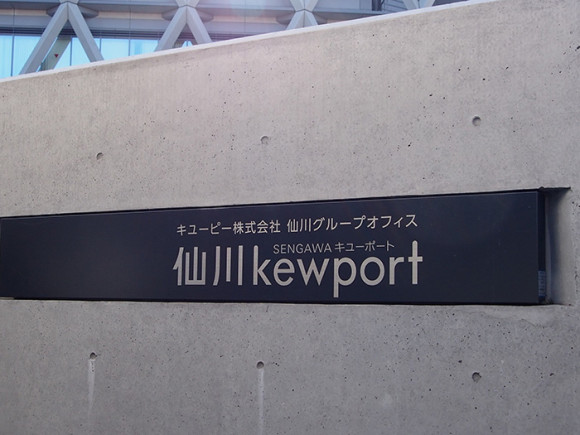 キユーピー株式会社 仙川グループオフィス
SENGAWA キユーポート
仙川kewport